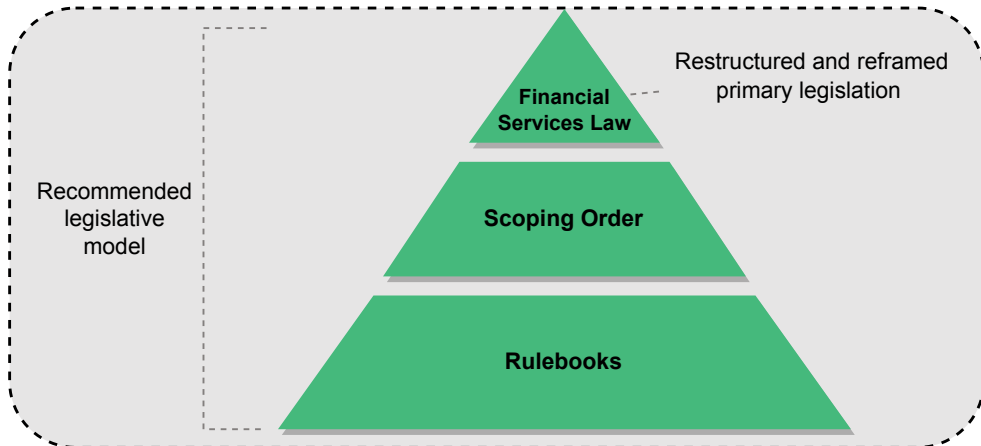 Restructured and reframed
primary legislation
Financial
Services Law
Recommended
legislative
model
Scoping Order
Rulebooks